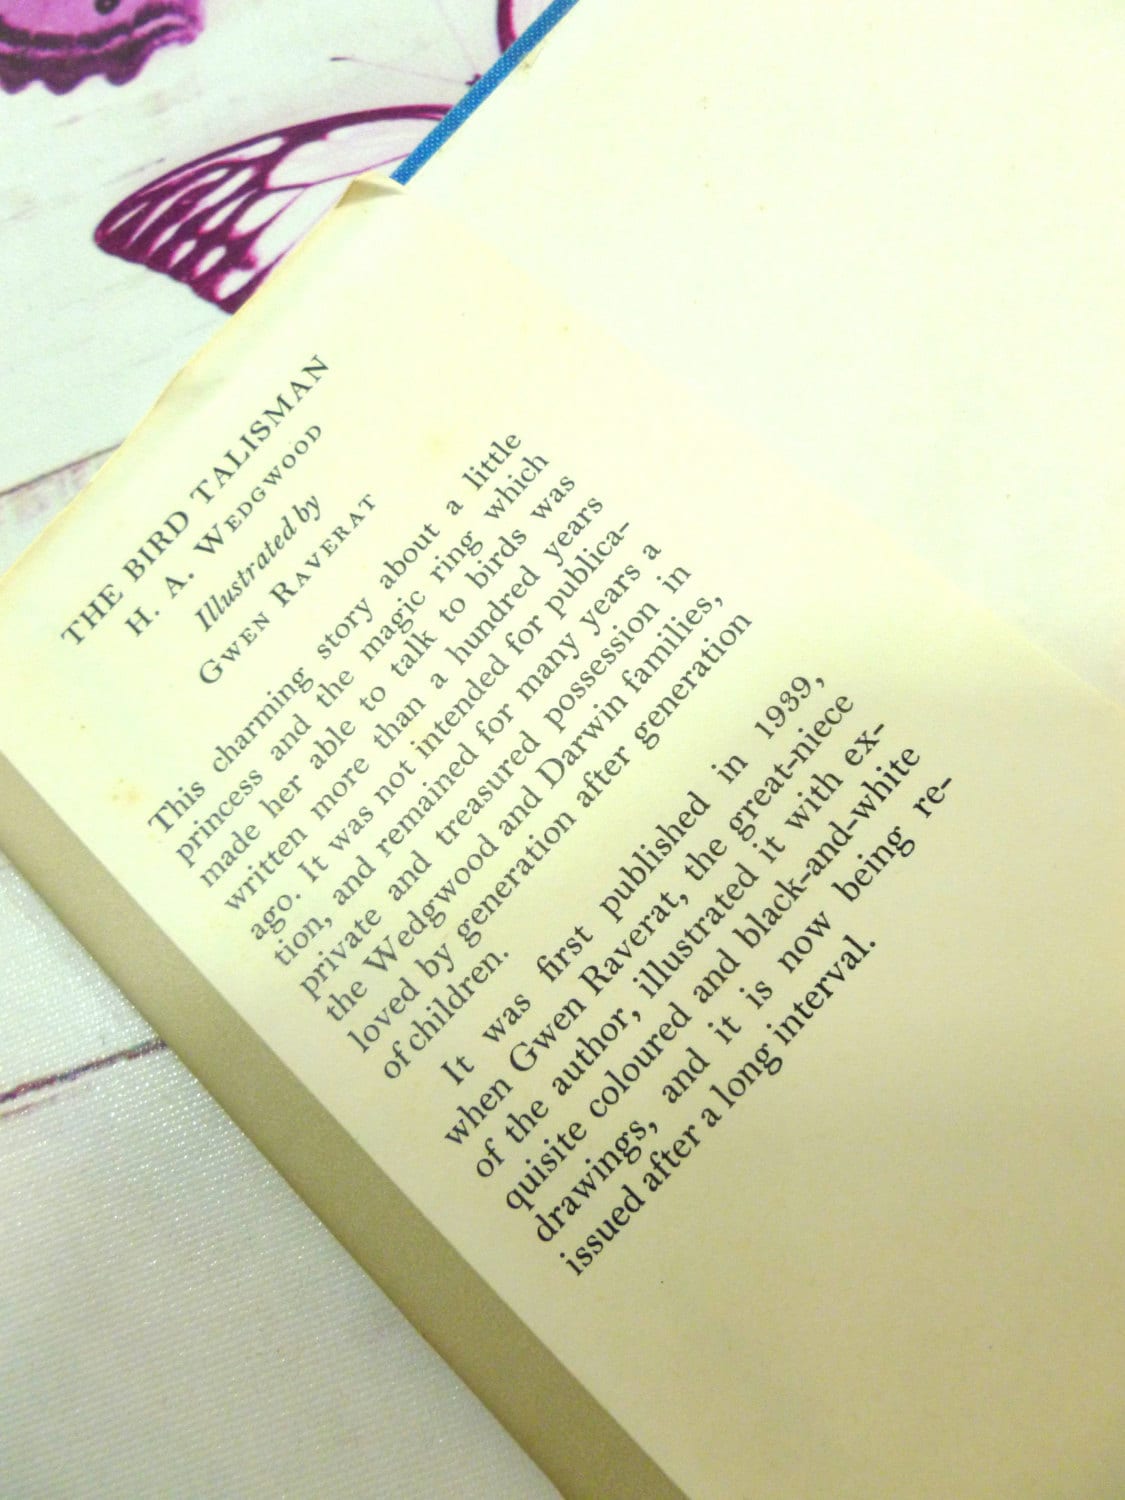 THE BIRD TALISMAN
H. A. WEDGWOOD
Illustrated by
GWEN RAVERAT
This charming story about a little
princess and the magic ring which
made her able to talk to birds was
written more than a hundred years
ago. It was not intended for publica-
tion, and remained for many years a
private and treasured possession in
the Wedgwood and Darwin families,
loved by generation after generation
of children.
It was first published in 1939,
when Gwen Raverat, the great-niece
of the author, illustrated it with ex-
quisite coloured and black-and-white
drawings, and it is now being re-
issued after a long interval.